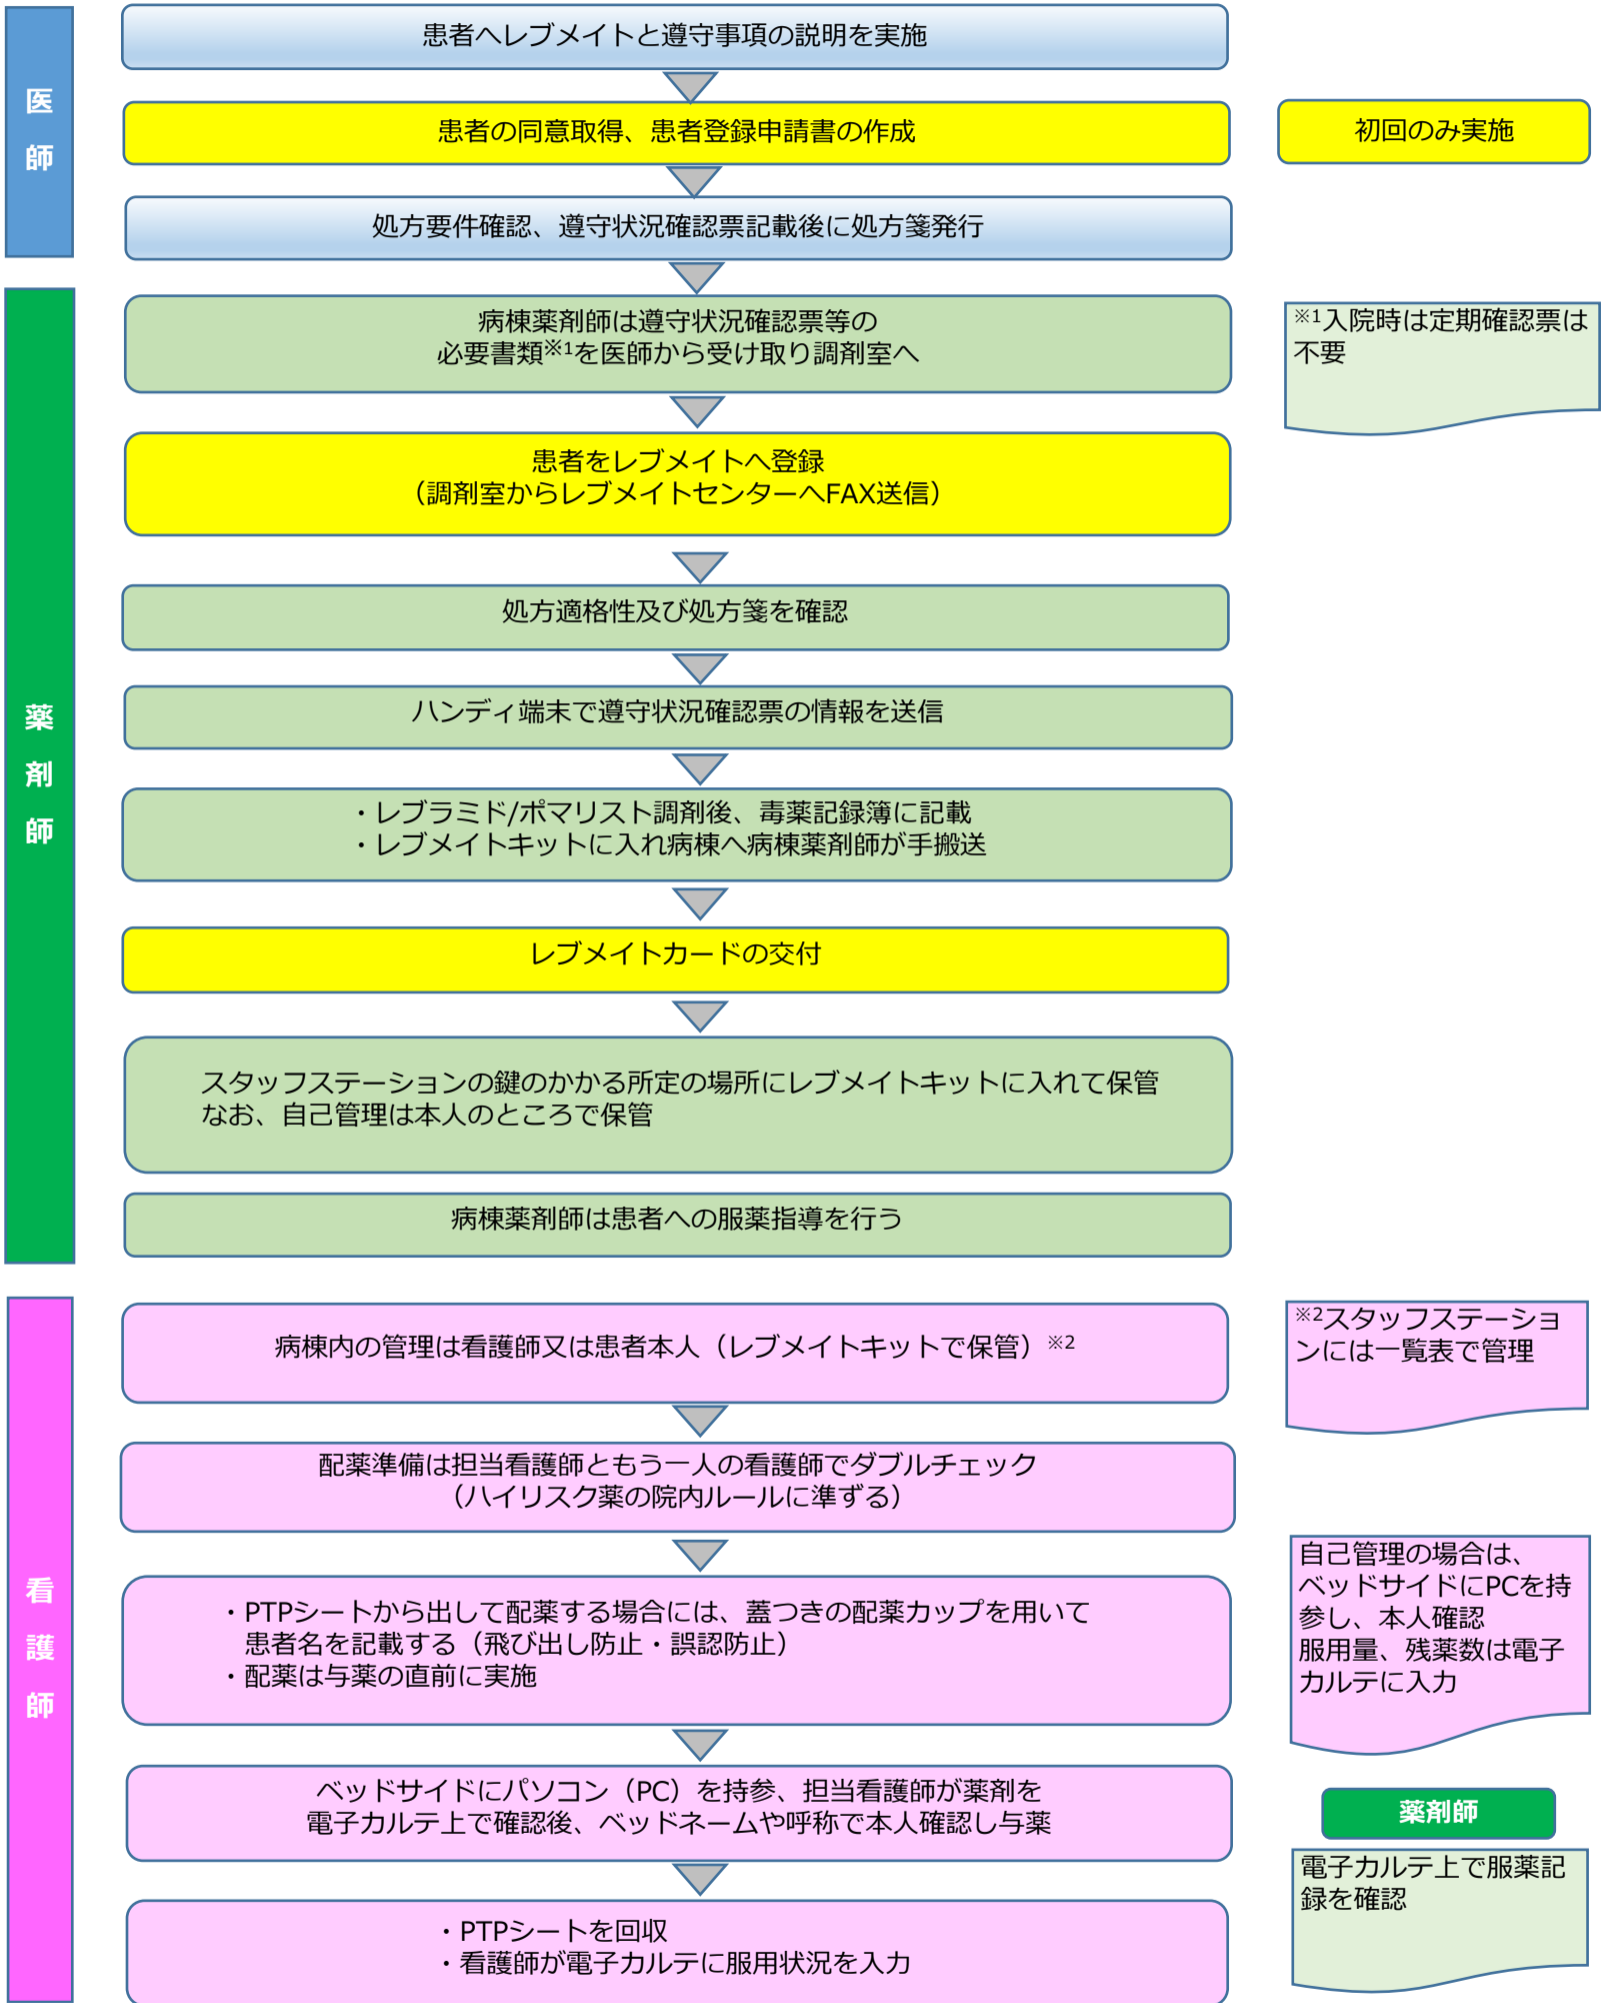 医
師
患者へレブメイトと遵守事項の説明を実施
患者の同意取得、患者登録申請書の作成
初回のみ実施
処方要件確認、遵守状況確認票記載後に処方箋発行
薬
剤
師
病棟薬剤師は遵守状況確認票等の
必要書類※1を医師から受け取り調剤室へ
※1入院時は定期確認票は
不要
患者をレブメイトへ登録
（調剤室からレブメイトセンターへFAX送信）
処方適格性及び処方箋を確認
ハンディ端末で遵守状況確認票の情報を送信
・レブラミド/ポマリスト調剤後、毒薬記録簿に記載
・レブメイトキットに入れ病棟へ病棟薬剤師が手搬送
レブメイトカードの交付
スタッフステーションの鍵のかかる所定の場所にレブメイトキットに入れて保管
なお、自己管理は本人のところで保管
病棟薬剤師は患者への服薬指導を行う
看
護
師
病棟内の管理は看護師又は患者本人（レブメイトキットで保管）※2
※2スタッフステーショ
ンには一覧表で管理
配薬準備は担当看護師ともう一人の看護師でダブルチェック
（ハイリスク薬の院内ルールに準ずる）
・PTPシートから出して配薬する場合には、蓋つきの配薬カップを用いて
患者名を記載する（飛び出し防止・誤認防止）
・配薬は与薬の直前に実施
自己管理の場合は、
ベッドサイドにPCを持
参し、本人確認
服用量、残薬数は電子
カルテに入力
ベッドサイドにパソコン（PC）を持参、担当看護師が薬剤を
電子カルテ上で確認後、ベッドネームや呼称で本人確認し与薬
薬剤師
電子カルテ上で服薬記
録を確認
・PTPシートを回収
・看護師が電子カルテに服用状況を入力